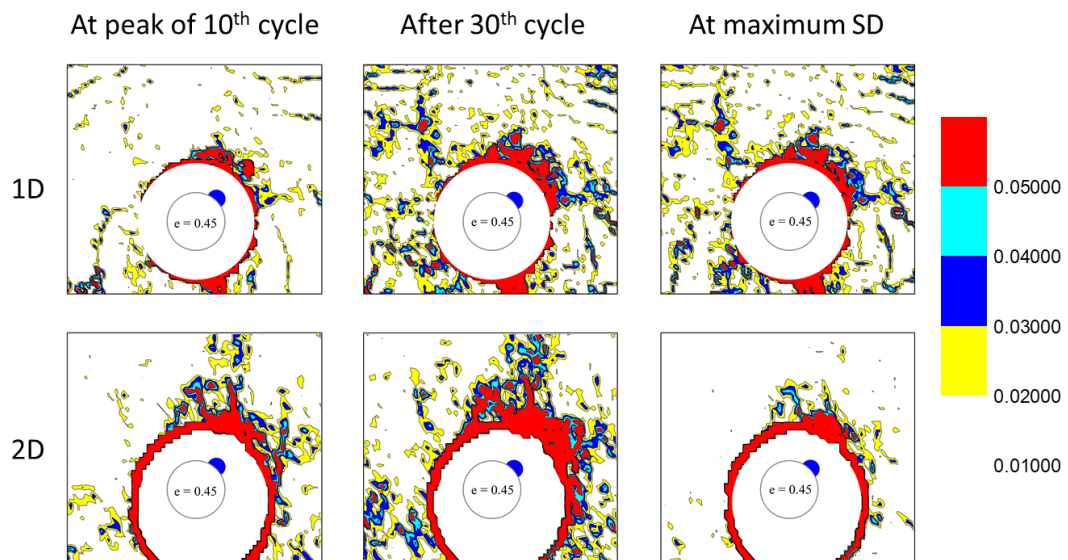 At peak of 10th cycle After 30th cycle At maximum SD
1D
e = 0.45 e = 0.45 e = 0.45
0.05000
0.04000
0.03000
0.02000
2D
0.01000
e = 0.45 e = 0.45 e = 0.45